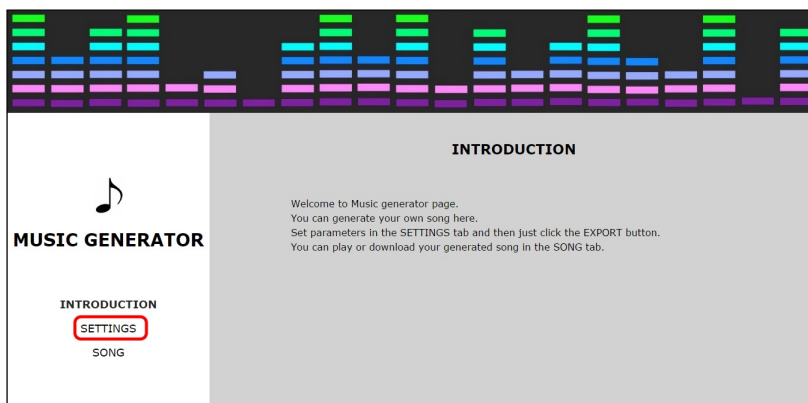 MUSIC GENERATOR
INTRODUCTION
SETTINGS
SONG
INTRODUCTION
Welcome to Music generator page.
You can generate your own song here.
Set parameters in the SETTINGS tab and then just click the EXPORT button.
You can play or download your generated song in the SONG tab.